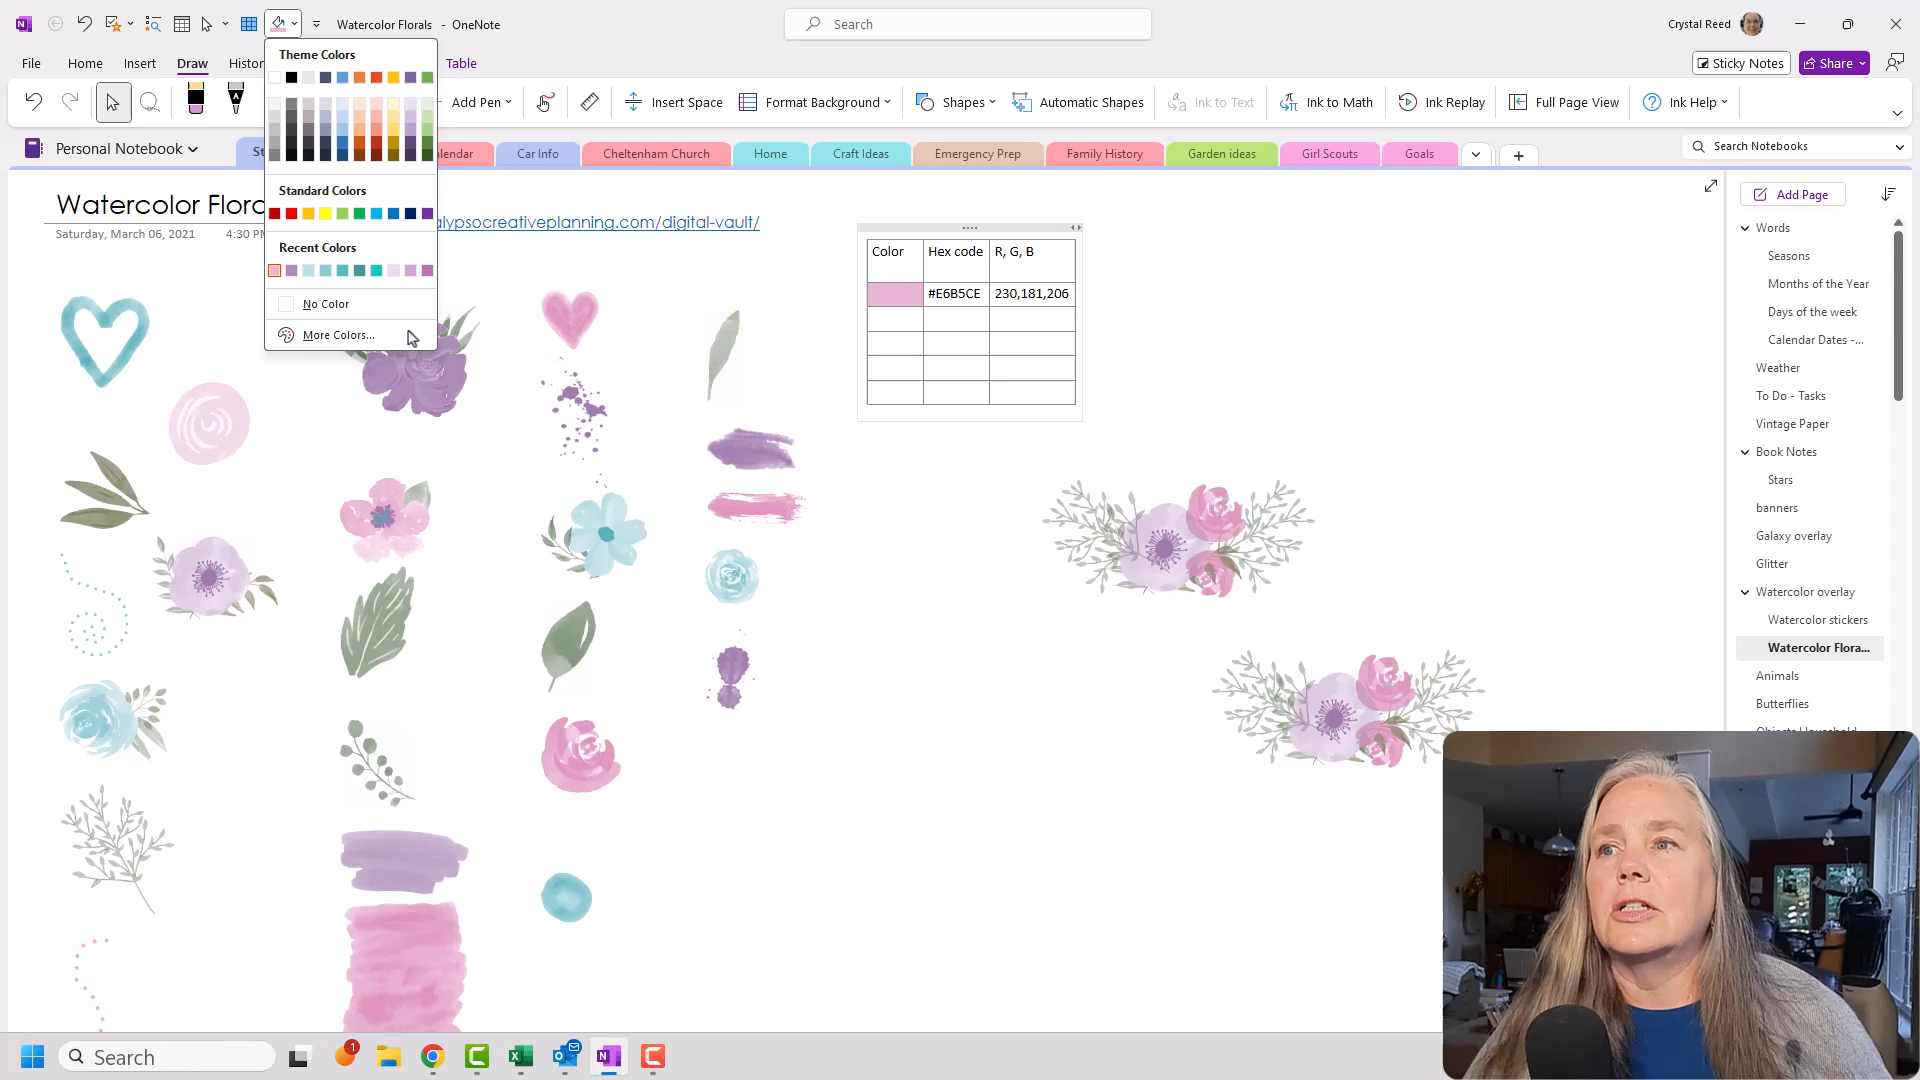 Watercolor Florals - OneNote
Search
Crystal Reed
File Home Insert Draw Histor Table
Sticky Notes Share
Add Pen Insert Space Format Background Shapes Automatic Shapes Ink to Text Ink to Math Ink Replay Full Page View Ink Help
Theme Colors
Standard Colors
Recent Colors
No Color
More Colors...
Personal Notebook
St alendar Car Info Cheltenham Church Home Craft Ideas Emergency Prep Family History Garden ideas Girl Scouts Goals
Search Notebooks
Watercolor Flora
Saturday, March 06, 2021 4:30 PM
alypsocreativeplanning.com/digital-vault/
Color Hex code R, G, B
#E6B5CE 230,181,206
Add Page
Words
Seasons
Months of the Year
Days of the week
Calendar Dates -...
Weather
To Do - Tasks
Vintage Paper
Book Notes
Stars
banners
Galaxy overlay
Glitter
Watercolor overlay
Watercolor stickers
Watercolor Flora...
Animals
Butterflies
Objects Household
Search
1